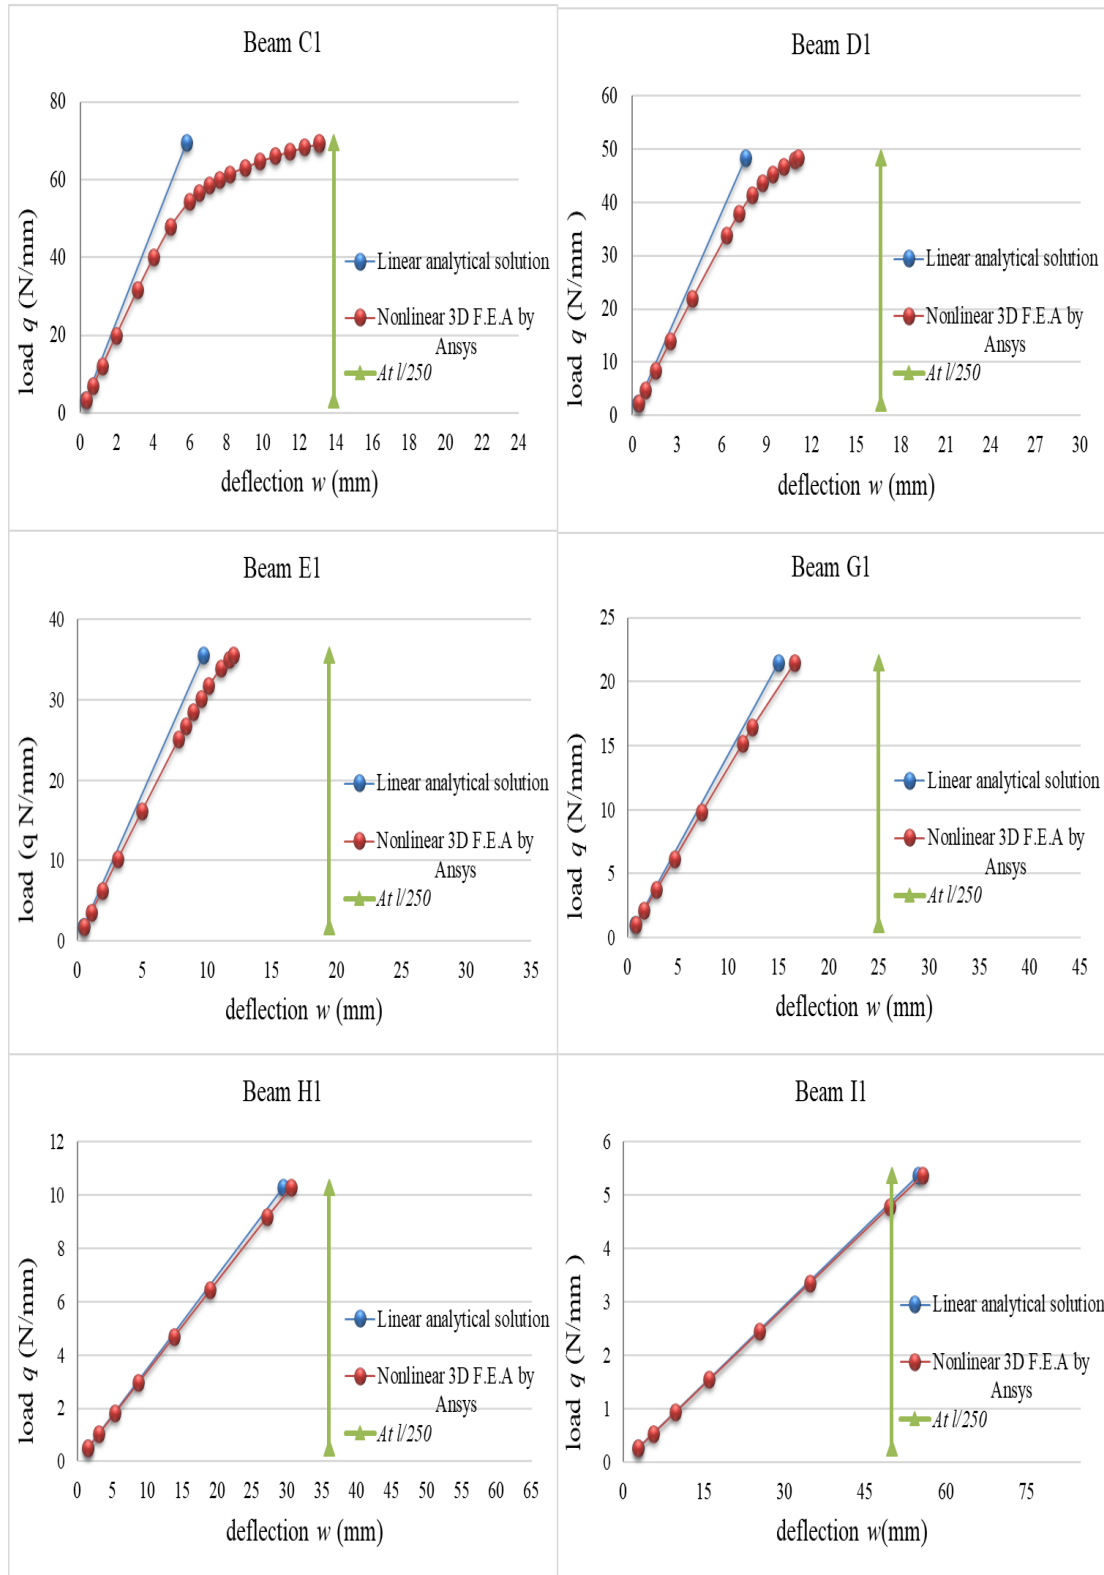 Beam C1
80
60
40
20
0
load q (N/mm)
0 2 4 6 8 10 12 14 16 18 20 22 24
deflection w (mm)
Linear analytical solution
Nonlinear 3D F.E.A by
Ansys
At l/250
Beam D1
60
50
40
30
20
10
0
load q (N/mm )
0 3 6 9 12 15 18 21 24 27 30
deflection w (mm)
Linear analytical solution
Nonlinear 3D F.E.A by
Ansys
At l/250
Beam E1
40
30
20
10
0
load (q N/mm)
0 5 10 15 20 25 30 35
deflection w (mm)
Linear analytical solution
Nonlinear 3D F.E.A by
Ansys
At l/250
Beam G1
25
20
15
10
5
0
load q (N/mm)
0 5 10 15 20 25 30 35 40 45
deflection w (mm)
Linear analytical solution
Nonlinear 3D F.E.A by
Ansys
At l/250
Beam H1
12
10
8
6
4
2
0
load q (N/mm)
0 5 10 15 20 25 30 35 40 45 50 55 60 65
deflection w (mm)
Linear analytical solution
Nonlinear 3D F.E.A by
Ansys
At l/250
Beam I1
6
5
4
3
2
1
0
load q (N/mm )
0 15 30 45 60 75
deflection w(mm)
Linear analytical solution
Nonlinear 3D F.E.A by
Ansys
At l/250